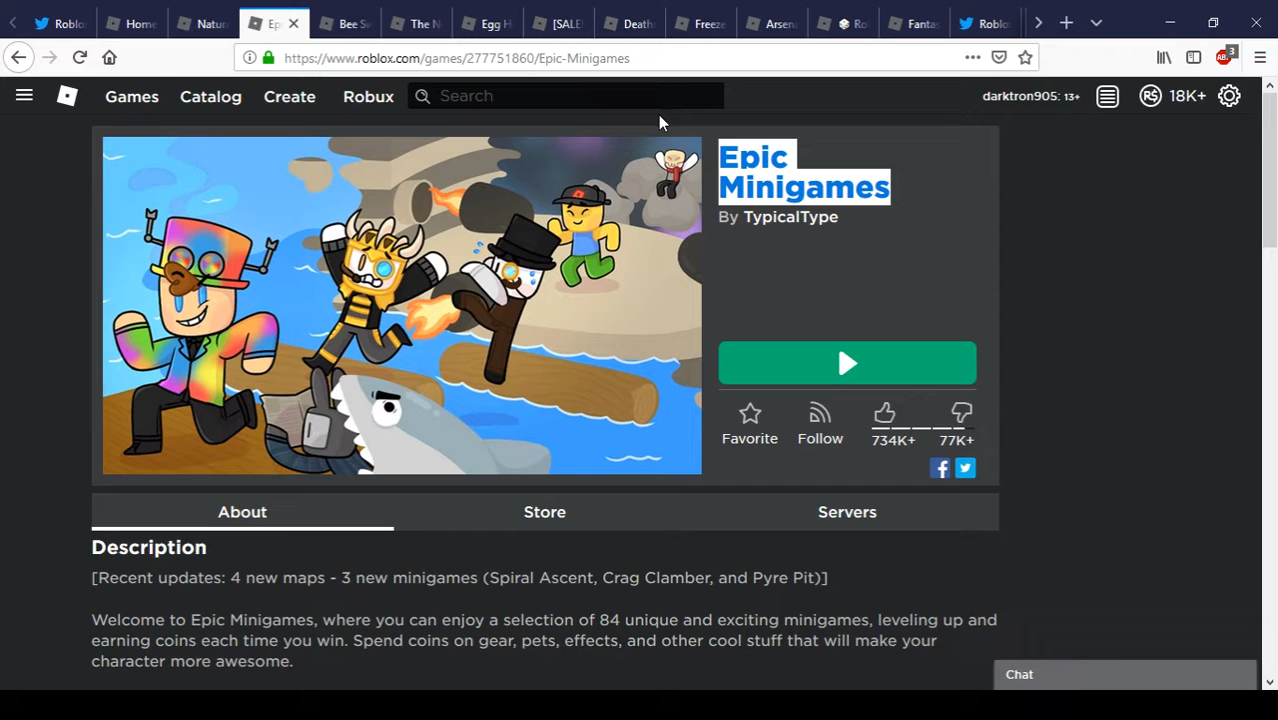 Roblo Home Natur Ep Bee S The N Egg H [SALE Death Freeze Arsen Ro Fantas Roblo
https://www.roblox.com/games/277751860/Epic-Minigames
3
Games Catalog Create Robux Search darktron905: 13+ 18K+
Epic
Minigames
By TypicalType
Favorite Follow 734K+ 77K+
About Store Servers
Description
[Recent updates: 4 new maps - 3 new minigames (Spiral Ascent, Crag Clamber, and Pyre Pit)]
Welcome to Epic Minigames, where you can enjoy a selection of 84 unique and exciting minigames, leveling up and
earning coins each time you win. Spend coins on gear, pets, effects, and other cool stuff that will make your
character more awesome.
Chat